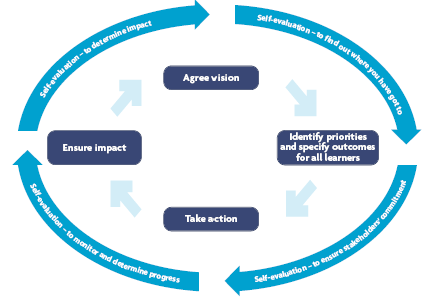 Self-evaluation – to determine impact
Self-evaluation – to find out where you have got to
Agree vision
Ensure impact
Identify priorities
and specify outcomes
for all learners
Take action
Self-evaluation – to monitor and determine progress
Self-evaluation – to ensure stakeholders' commitment